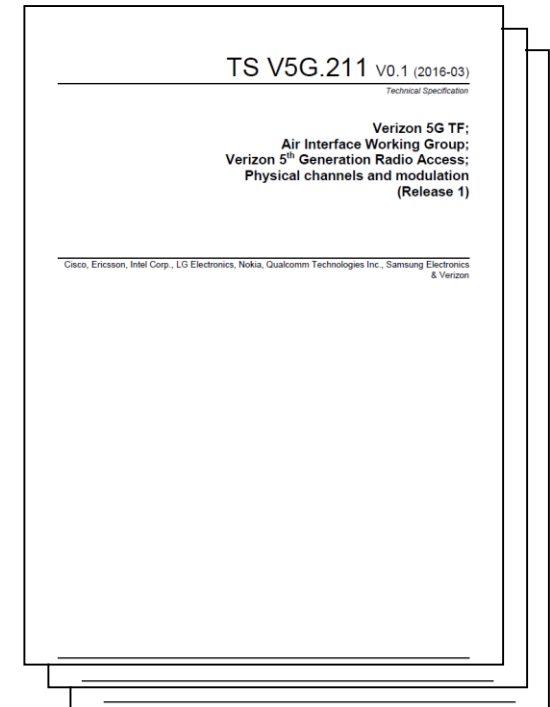 TS V5G.211 V0.1 (2016-03)
Technical Specification
Verizon 5G TF;
Air Interface Working Group;
Verizon 5th Generation Radio Access;
Physical channels and modulation
(Release 1)
Cisco, Ericsson, Intel Corp., LG Electronics, Nokia, Qualcomm Technologies Inc., Samsung Electronics
& Verizon